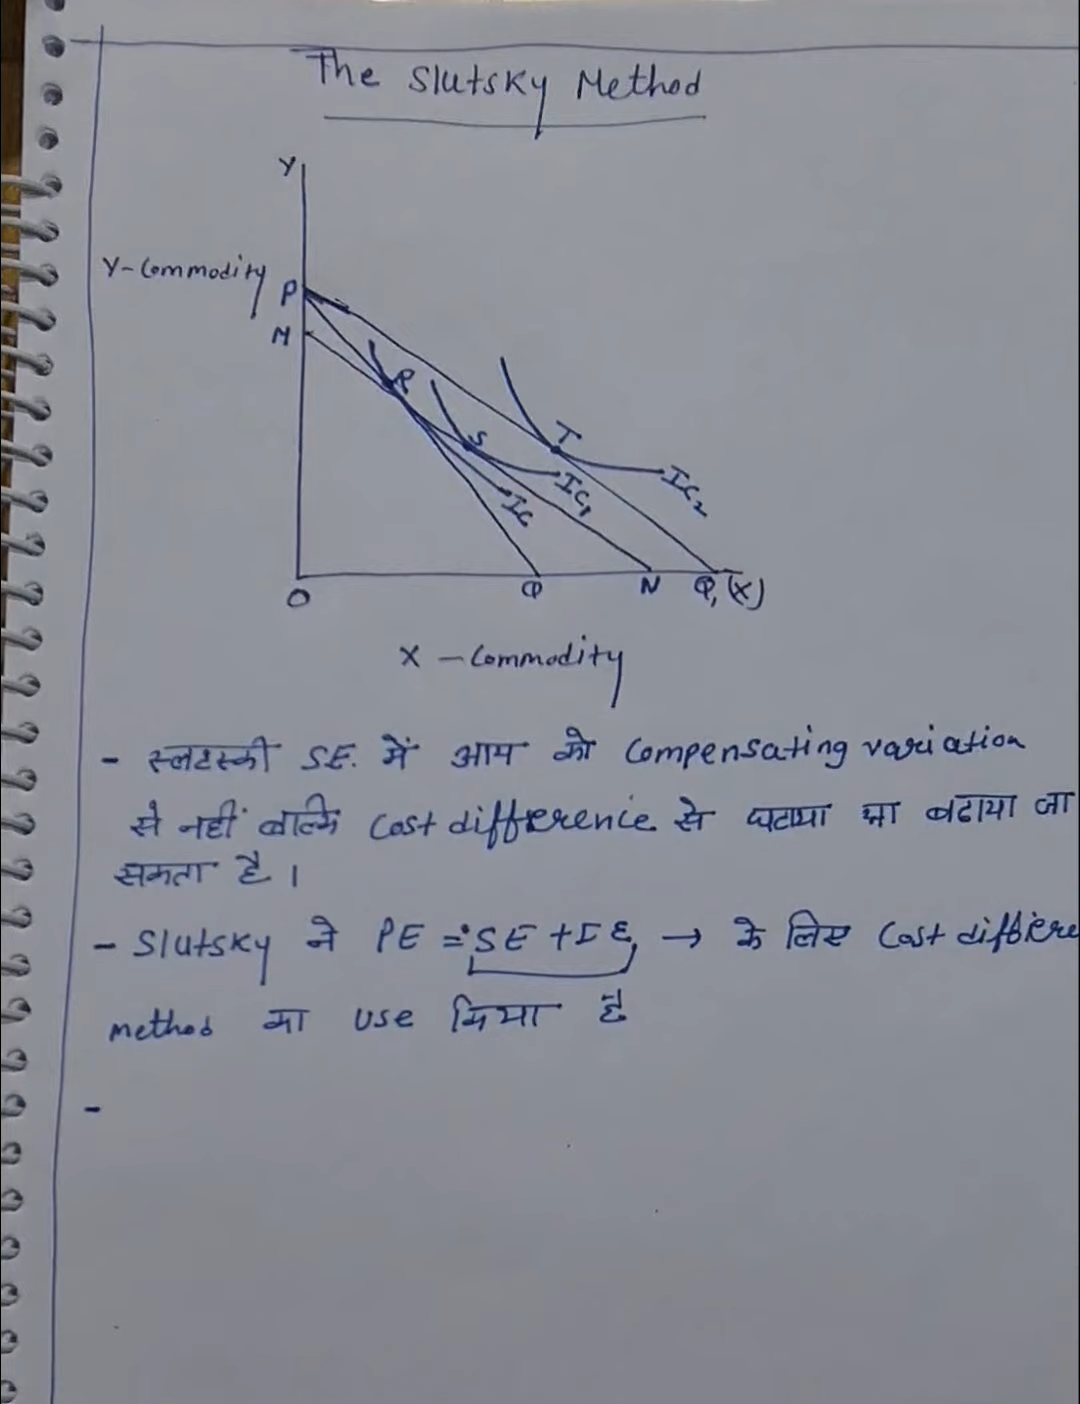 The Slutsky Method
Y
Y-Commodity
P
M
R
S
T
IC
IC₁
IC₂
O
Q
N
Q₁ (X)
X - Commodity
- स्लटस्की S.E. में आय को Compensating variation
से नहीं बल्कि Cost difference से घटाया या बढाया जा
सकता है।
- Slutsky ने PE = SE + IE → के लिए Cost differe
method का use किया है
-